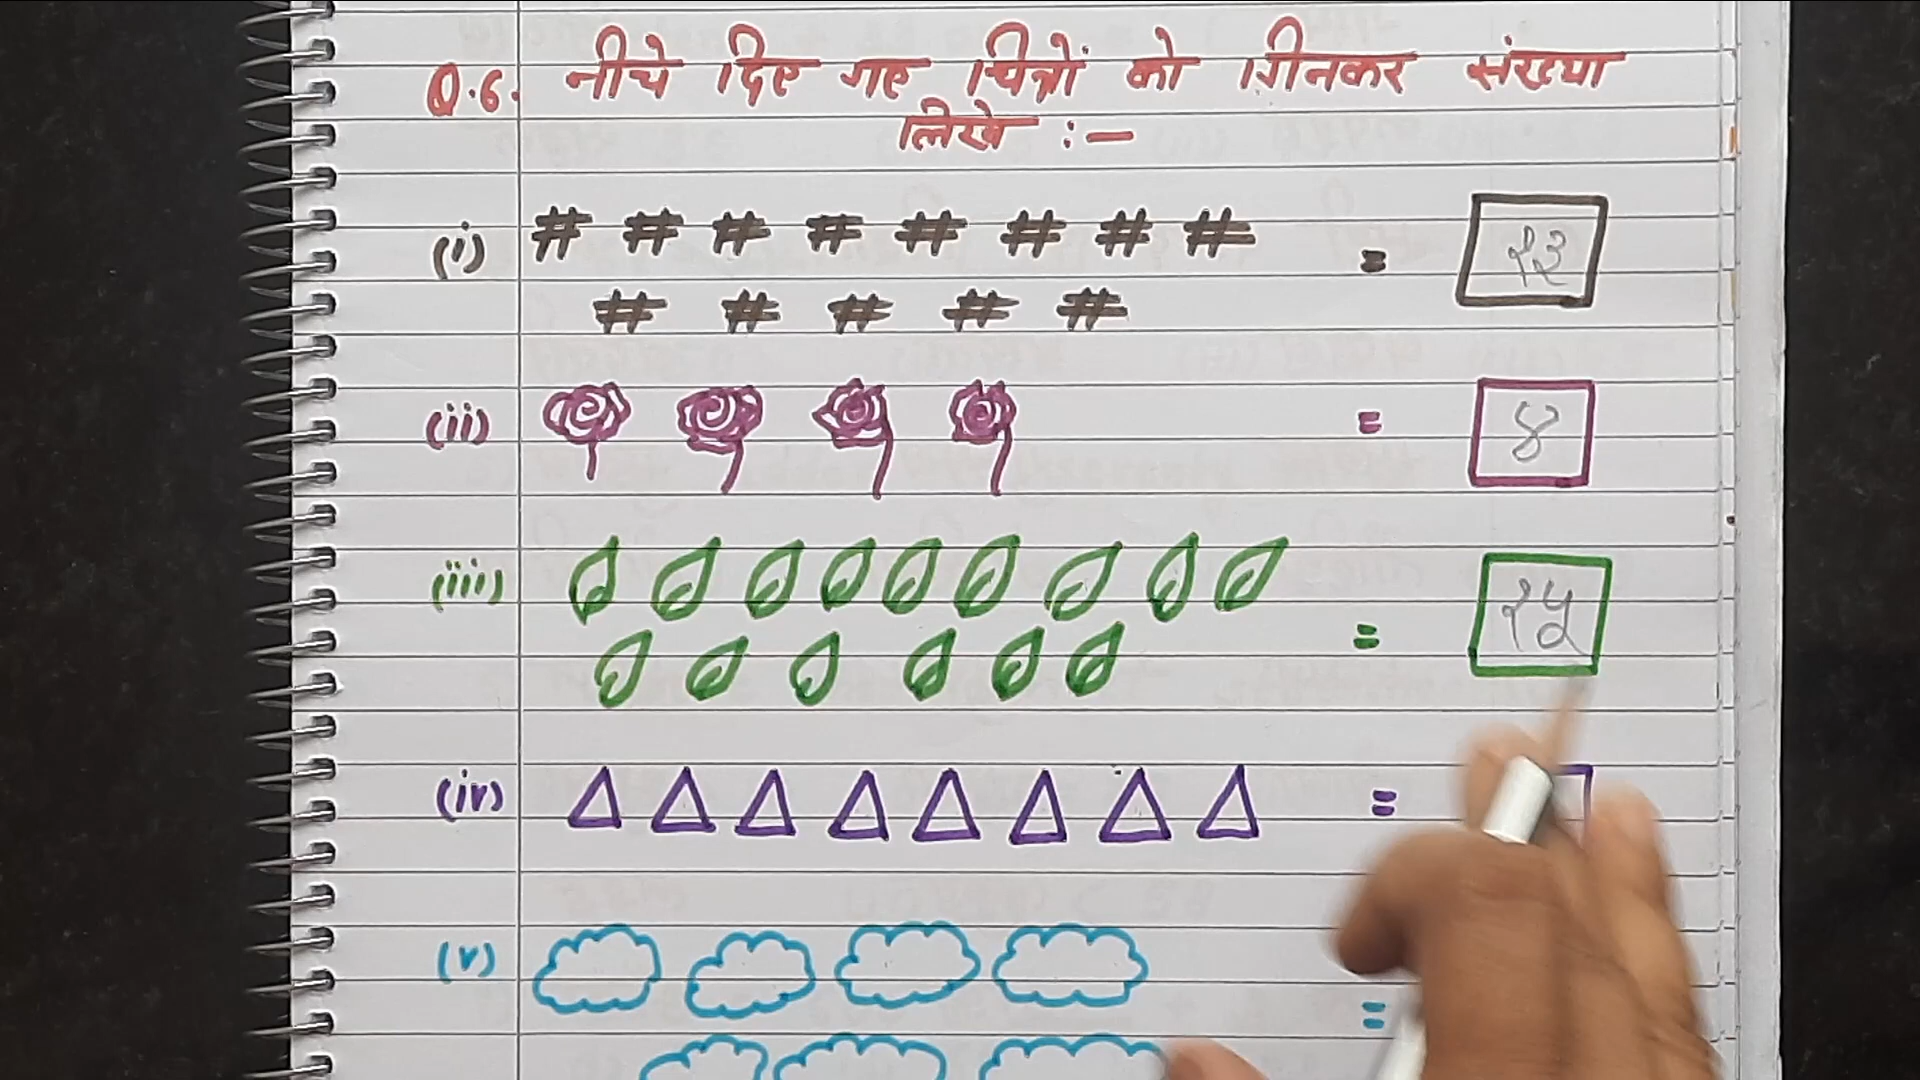 Q.6. नीचे दिए गए चित्रों को गिनकर संख्या
लिखे :-
(i) # # # # # # # # = १३
# # # # #
(ii) = ४
(iii) = १५
(iv) =
(v) =